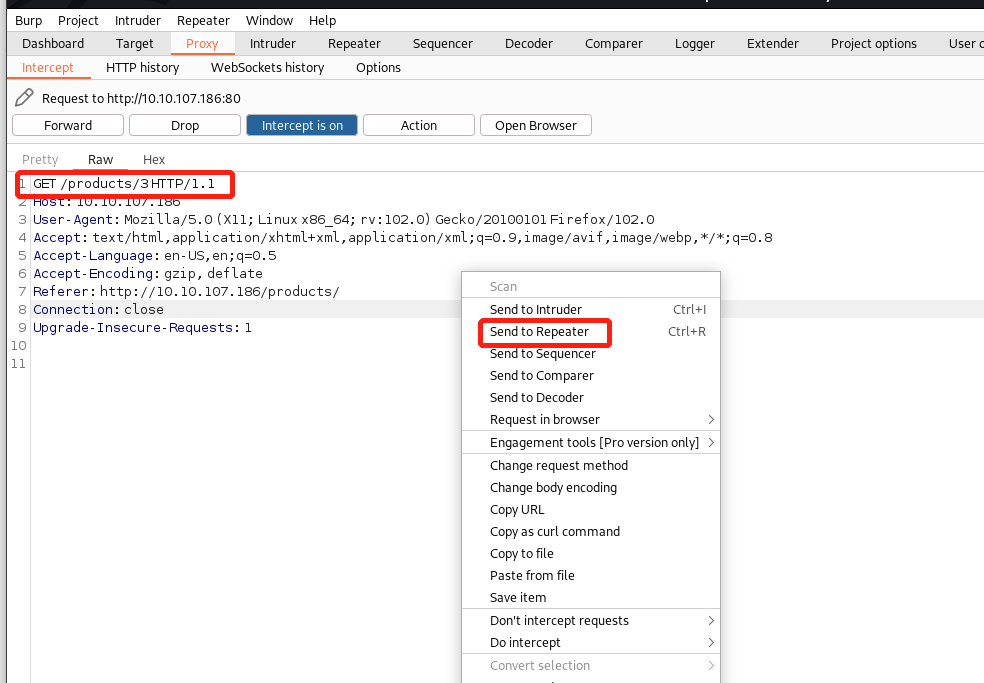 Burp Project Intruder Repeater Window Help
Dashboard Target Proxy Intruder Repeater Sequencer Decoder Comparer Logger Extender Project options User
Intercept HTTP history WebSockets history Options
Request to http://10.10.107.186:80
Forward Drop Intercept is on Action Open Browser
Pretty Raw Hex
1 GET /products/3 HTTP/1.1
2 Host: 10.10.107.186
3 User-Agent: Mozilla/5.0 (X11; Linux x86_64; rv:102.0) Gecko/20100101 Firefox/102.0
4 Accept: text/html,application/xhtml+xml,application/xml;q=0.9,image/avif,image/webp,*/*;q=0.8
5 Accept-Language: en-US,en;q=0.5
6 Accept-Encoding: gzip, deflate
7 Referer: http://10.10.107.186/products/
8 Connection: close
9 Upgrade-Insecure-Requests: 1
10
11
Scan
Send to Intruder Ctrl+I
Send to Repeater Ctrl+R
Send to Sequencer
Send to Comparer
Send to Decoder
Request in browser
Engagement tools [Pro version only]
Change request method
Change body encoding
Copy URL
Copy as curl command
Copy to file
Paste from file
Save item
Don't intercept requests
Do intercept
Convert selection